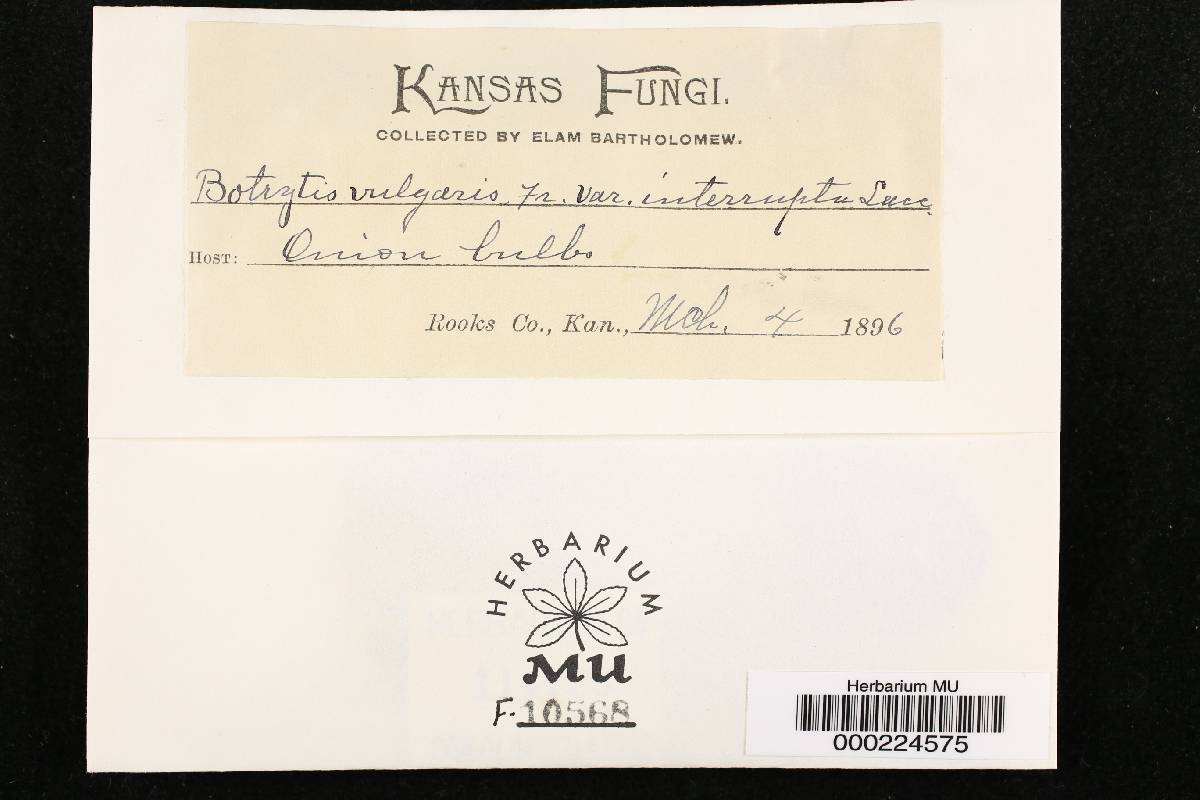 KANSAS FUNGI.
COLLECTED BY ELAM BARTHOLOMEW.
Botrytis vulgaris Fr. Var. interrupta Sacc.
HOST: Onion bulbs
Rooks Co., Kan., Mch. 4 1896
HERBARIUM
MU
F-10568
Herbarium MU
000224575